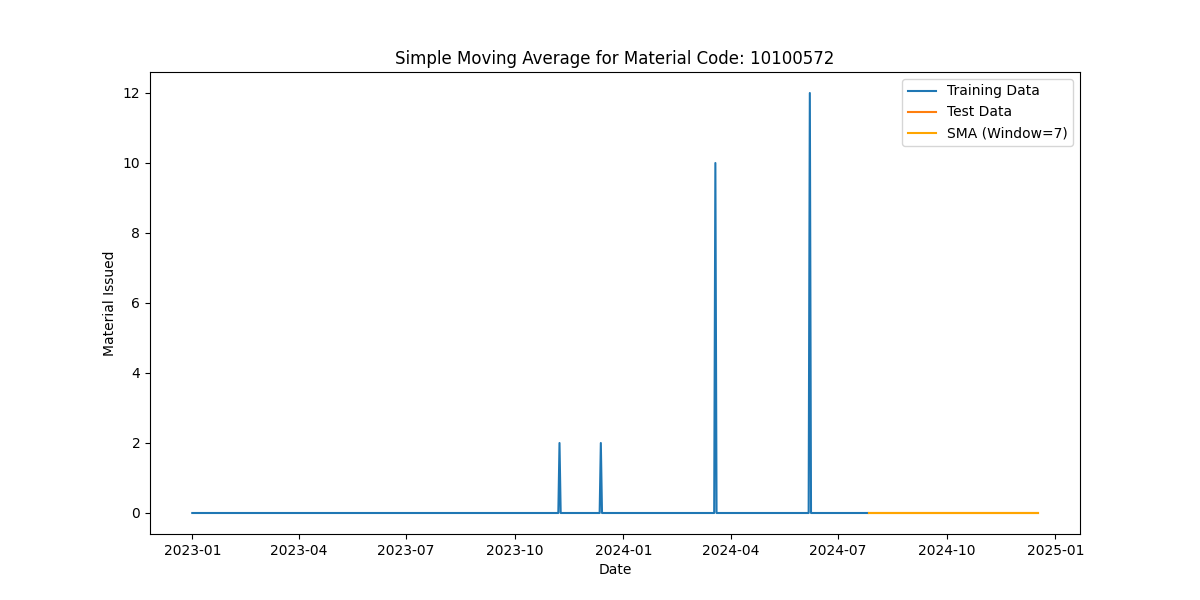 Simple Moving Average for Material Code: 10100572
Training Data
Test Data
SMA (Window=7)
Material Issued
12
10
8
6
4
2
0
2023-01 2023-04 2023-07 2023-10 2024-01 2024-04 2024-07 2024-10 2025-01
Date